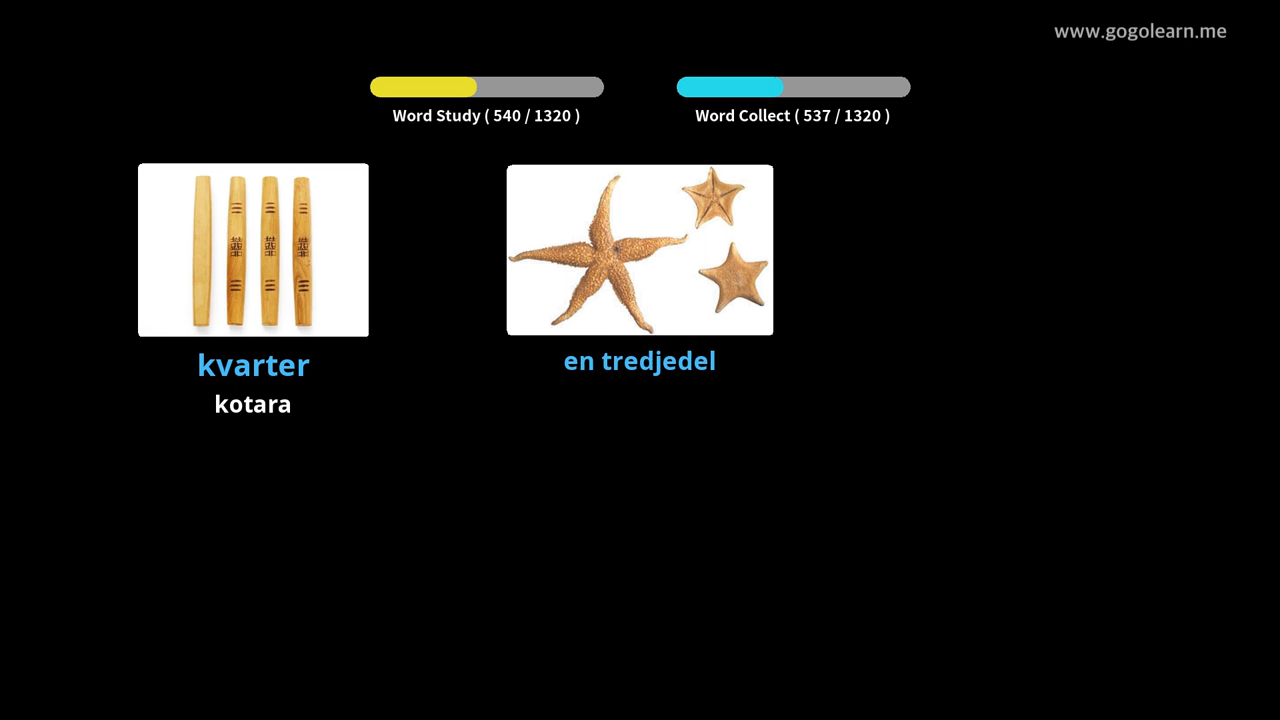 www.gogolearn.me
Word Study ( 540 / 1320 )
Word Collect ( 537 / 1320 )
kvarter
kotara
en tredjedel